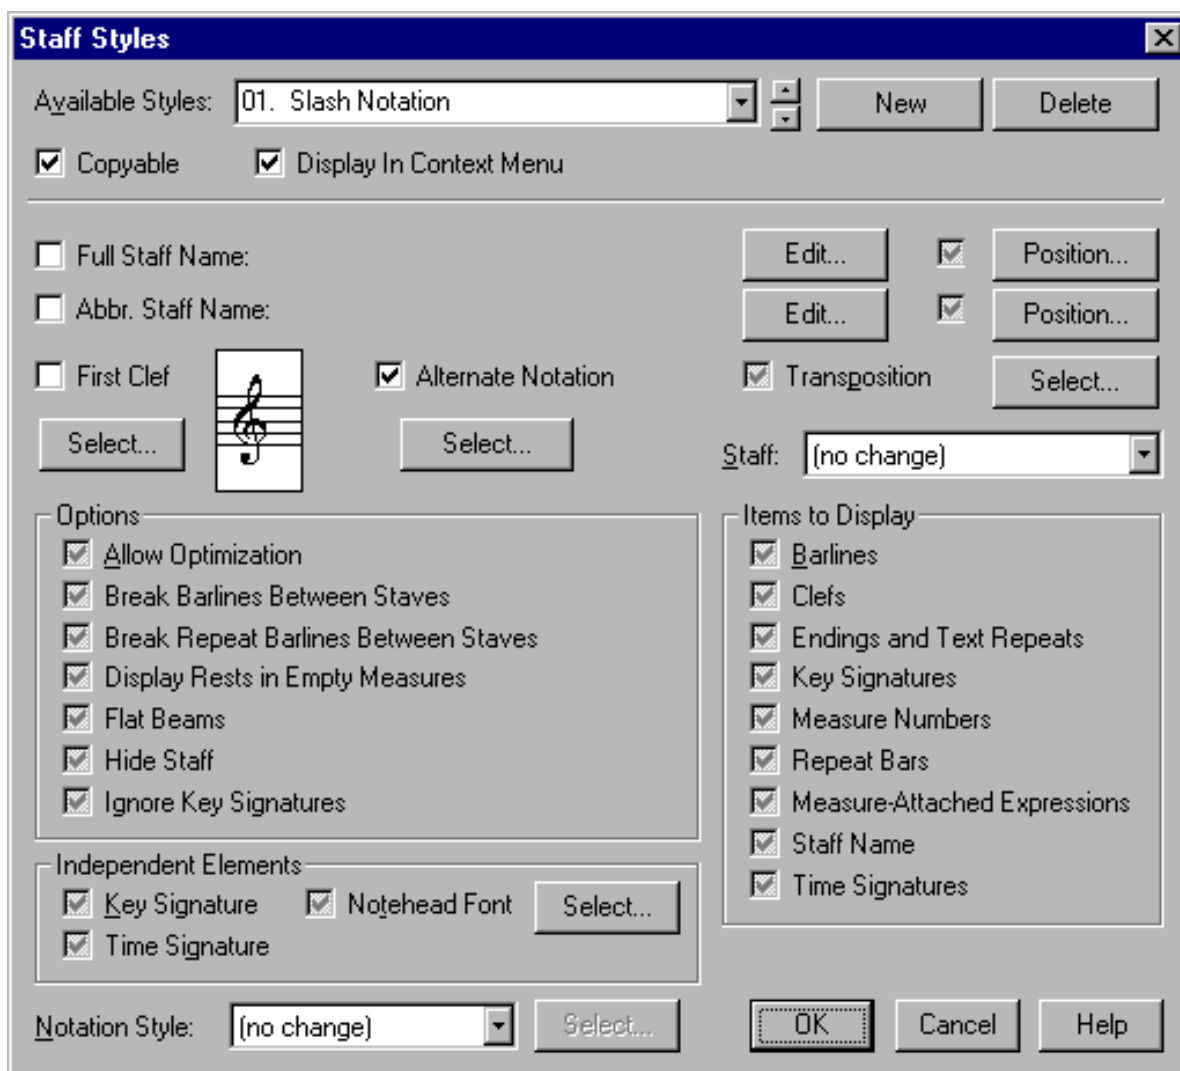 Staff Styles
Available Styles: 01. Slash Notation New Delete
Copyable Display In Context Menu
Full Staff Name: Edit... Position...
Abbr. Staff Name: Edit... Position...
First Clef Alternate Notation Transposition Select...
Select... Select... Staff: (no change)
Options
Allow Optimization
Break Barlines Between Staves
Break Repeat Barlines Between Staves
Display Rests in Empty Measures
Flat Beams
Hide Staff
Ignore Key Signatures
Items to Display
Barlines
Clefs
Endings and Text Repeats
Key Signatures
Measure Numbers
Repeat Bars
Measure-Attached Expressions
Staff Name
Time Signatures
Independent Elements
Key Signature Notehead Font Select...
Time Signature
Notation Style: (no change) Select... OK Cancel Help